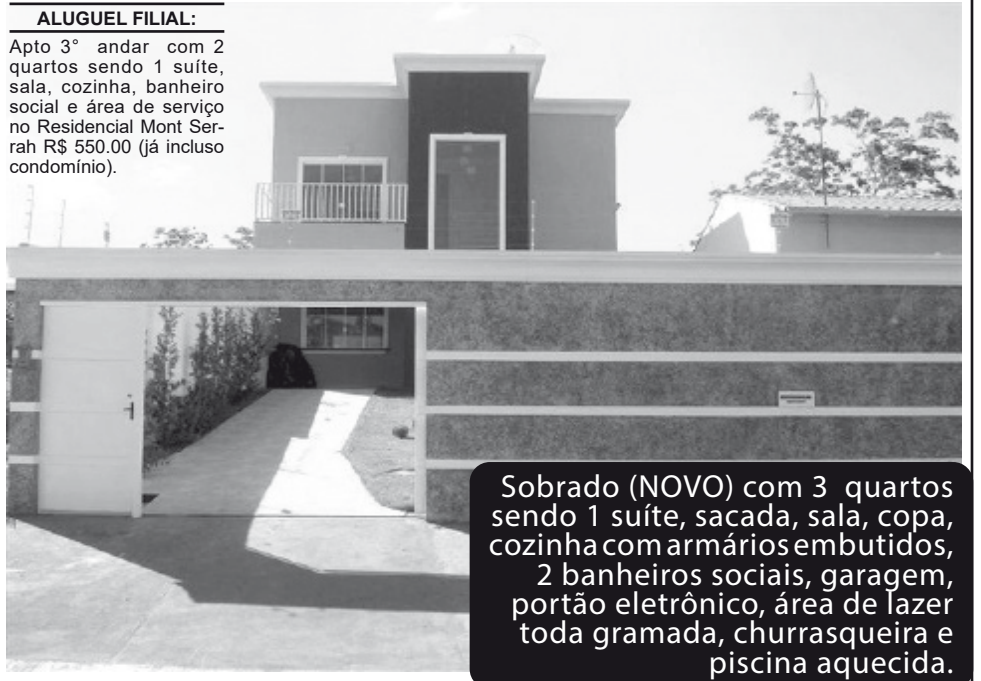 ALUGUEL FILIAL:
Apto 3° andar com 2
quartos sendo 1 suíte,
sala, cozinha, banheiro
social e área de serviço
no Residencial Mont Ser-
rah R$ 550.00 (já incluso
condomínio).
Sobrado (NOVO) com 3 quartos
sendo 1 suíte, sacada, sala, copa,
cozinha com armários embutidos,
2 banheiros sociais, garagem,
portão eletrônico, área de lazer
toda gramada, churrasqueira e
piscina aquecida.